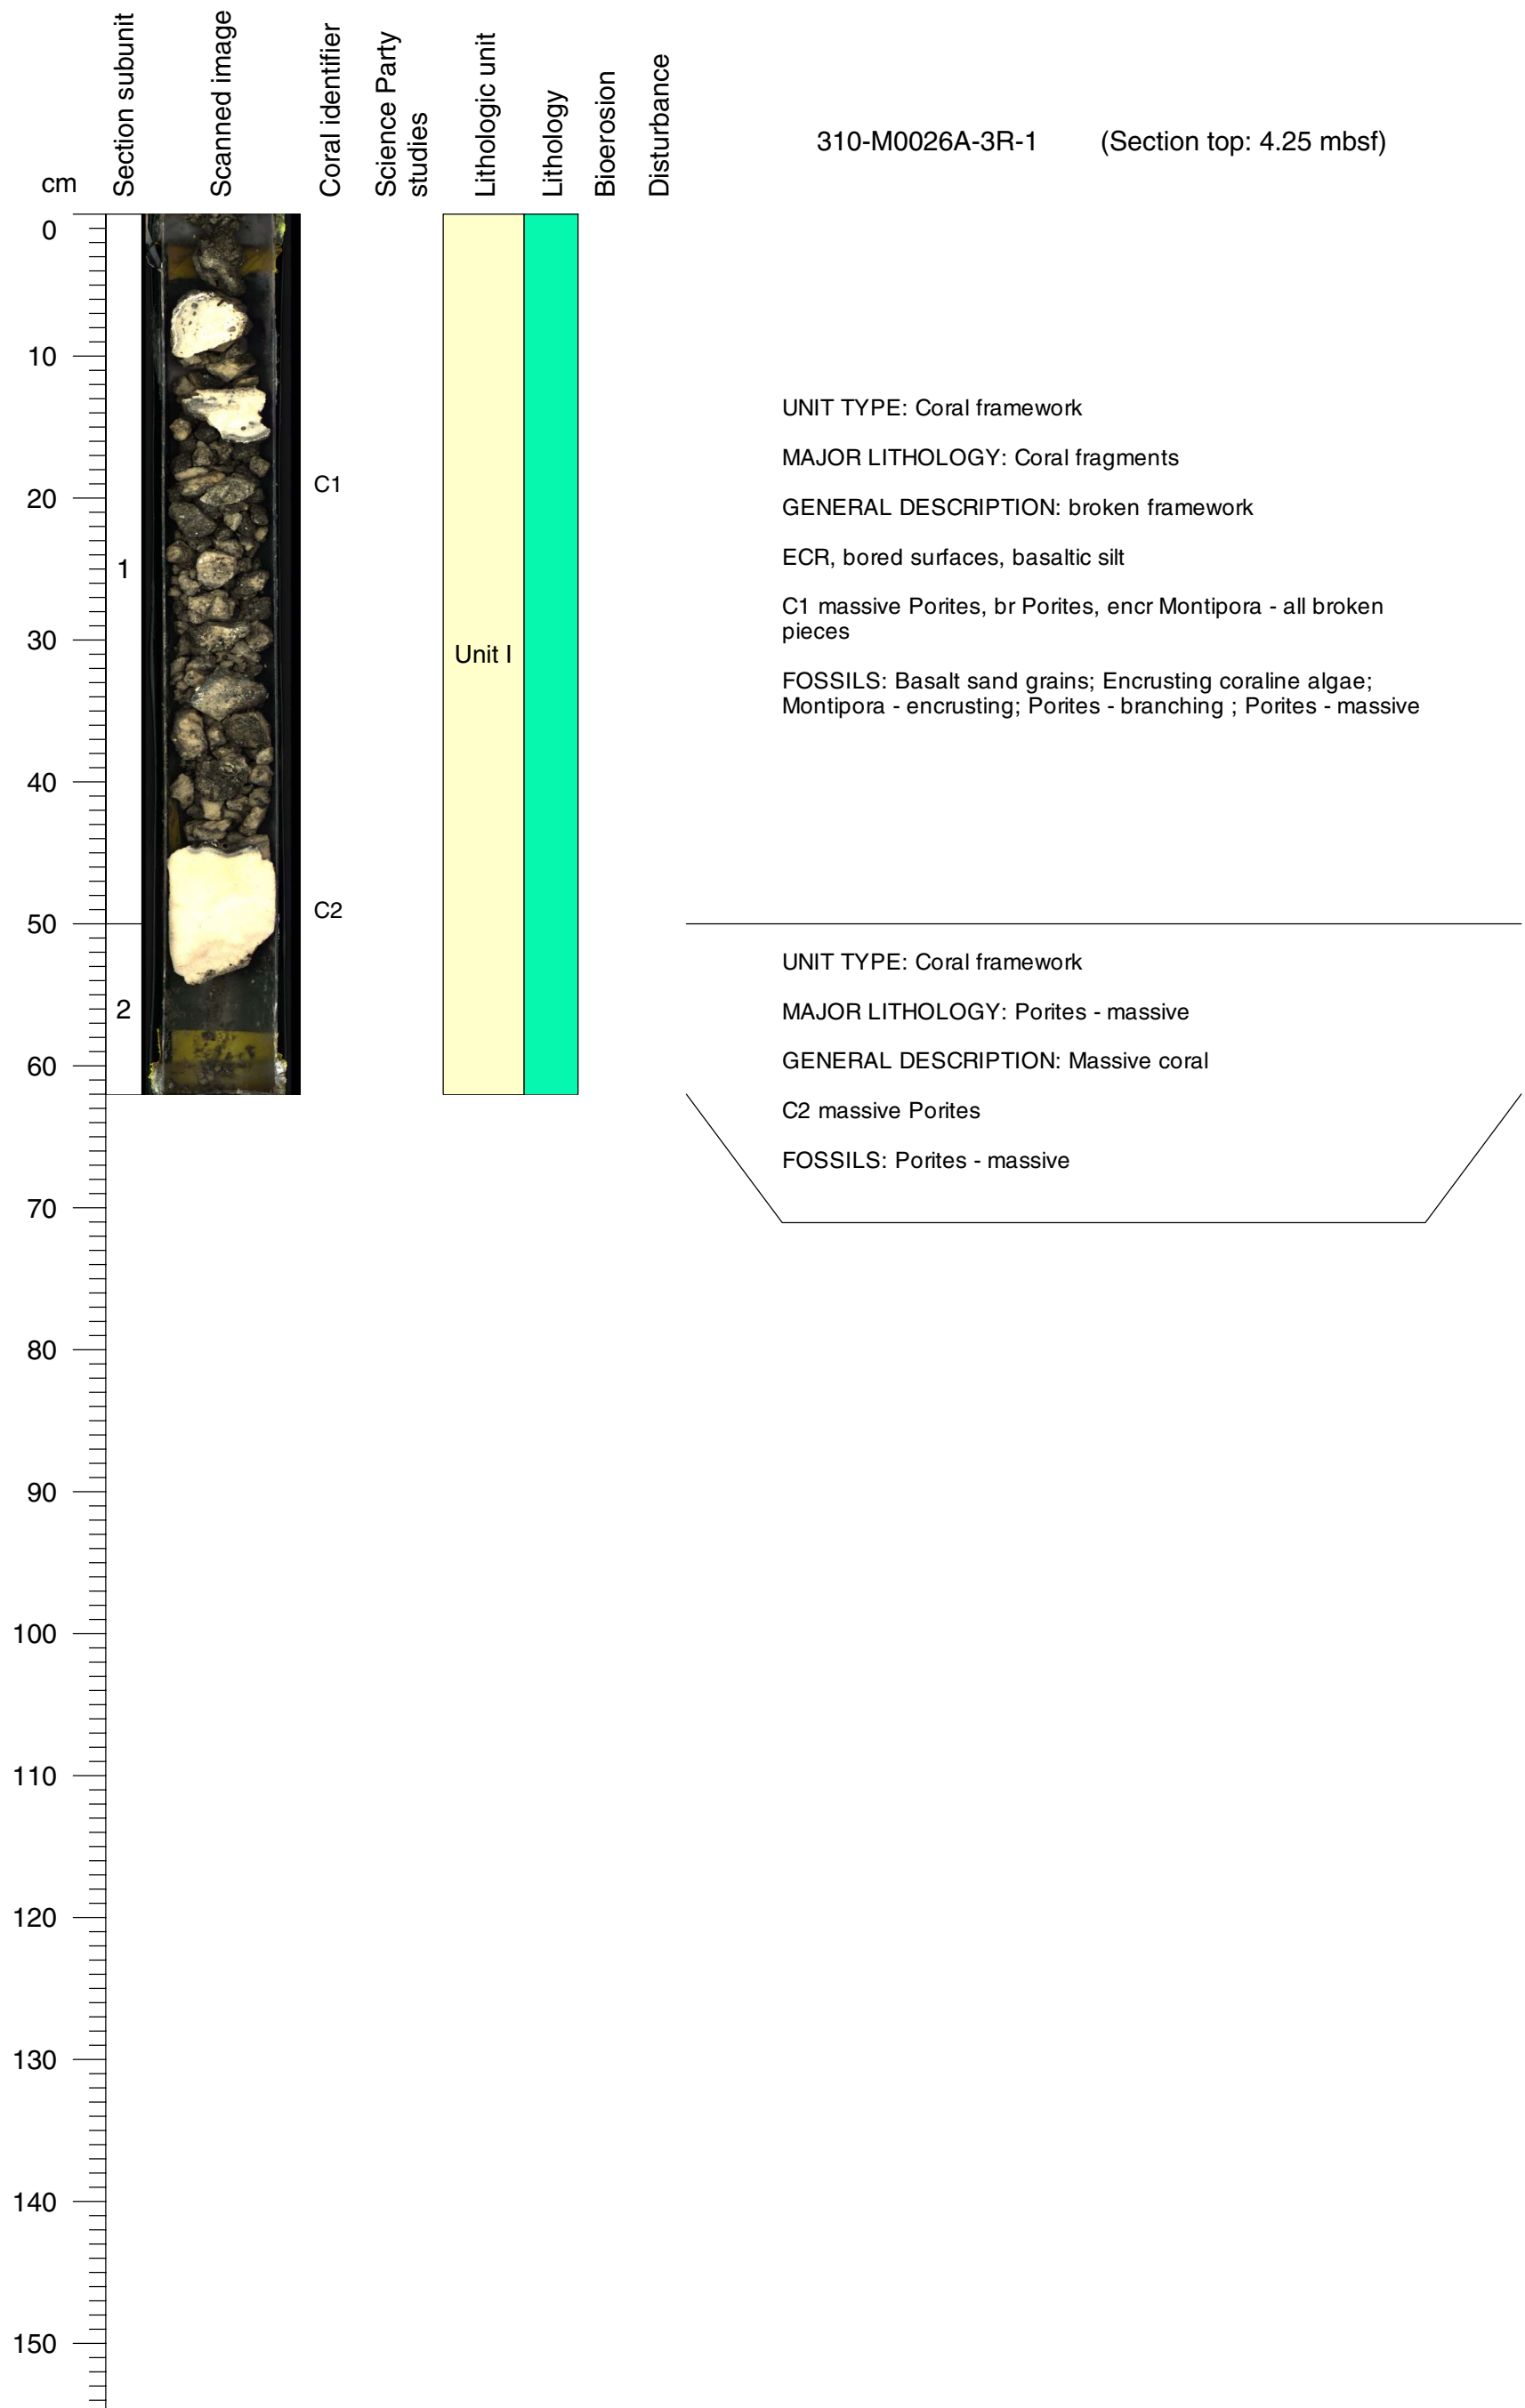 cm
Section subunit
Scanned image
Coral identifier
Science Party
studies
Lithologic unit
Lithology
Bioerosion
Disturbance
310-M0026A-3R-1 (Section top: 4.25 mbsf)
0
10
20
30
40
50
60
70
80
90
100
110
120
130
140
150
1
2
C1
C2
Unit I
UNIT TYPE: Coral framework
MAJOR LITHOLOGY: Coral fragments
GENERAL DESCRIPTION: broken framework
ECR, bored surfaces, basaltic silt
C1 massive Porites, br Porites, encr Montipora - all broken
pieces
FOSSILS: Basalt sand grains; Encrusting coraline algae;
Montipora - encrusting; Porites - branching ; Porites - massive
UNIT TYPE: Coral framework
MAJOR LITHOLOGY: Porites - massive
GENERAL DESCRIPTION: Massive coral
C2 massive Porites
FOSSILS: Porites - massive